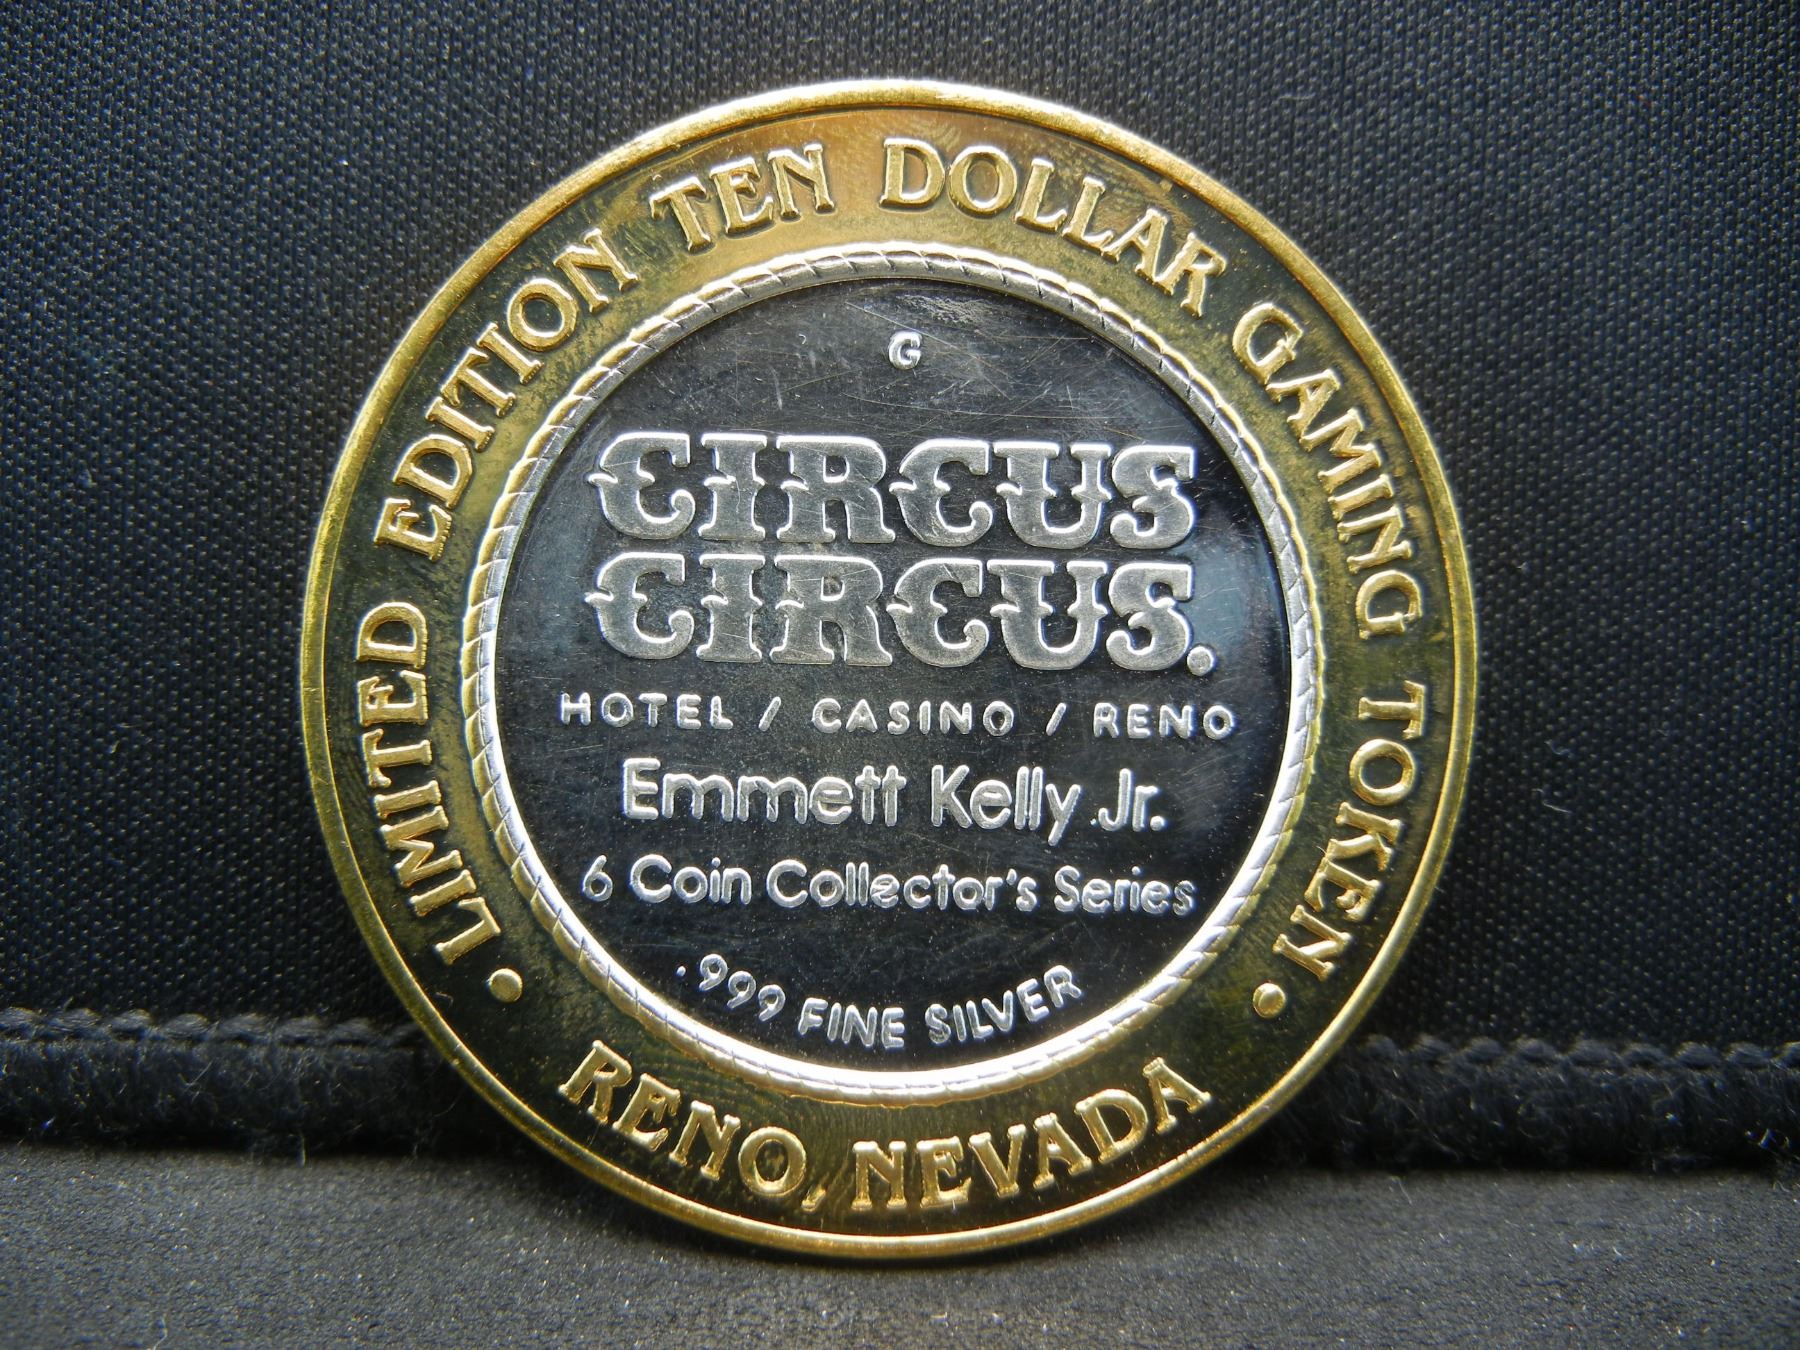 LIMITED EDITION TEN DOLLAR GAMING TOKEN
G
CIRCUS
CIRCUS.
HOTEL / CASINO / RENO
Emmett Kelly Jr.
6 Coin Collector's Series
.999 FINE SILVER
• RENO, NEVADA •